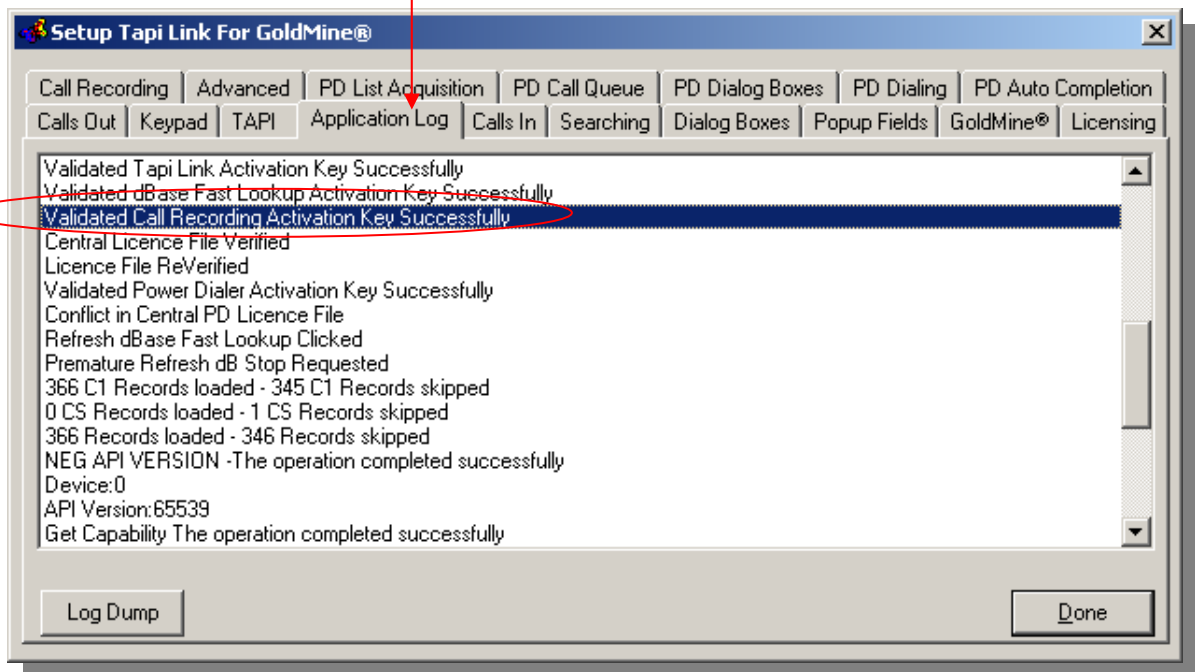 Setup Tapi Link For GoldMine®
Call Recording Advanced PD List Acquisition PD Call Queue PD Dialog Boxes PD Dialing PD Auto Completion
Calls Out Keypad TAPI Application Log Calls In Searching Dialog Boxes Popup Fields GoldMine® Licensing
Validated Tapi Link Activation Key Successfully
Validated dBase Fast Lookup Activation Key Successfully
Validated Call Recording Activation Key Successfully
Central Licence File Verified
Licence File ReVerified
Validated Power Dialer Activation Key Successfully
Conflict in Central PD Licence File
Refresh dBase Fast Lookup Clicked
Premature Refresh dB Stop Requested
366 C1 Records loaded - 345 C1 Records skipped
0 CS Records loaded - 1 CS Records skipped
366 Records loaded - 346 Records skipped
NEG API VERSION -The operation completed successfully
Device:0
API Version:65539
Get Capability The operation completed successfully
Log Dump Done